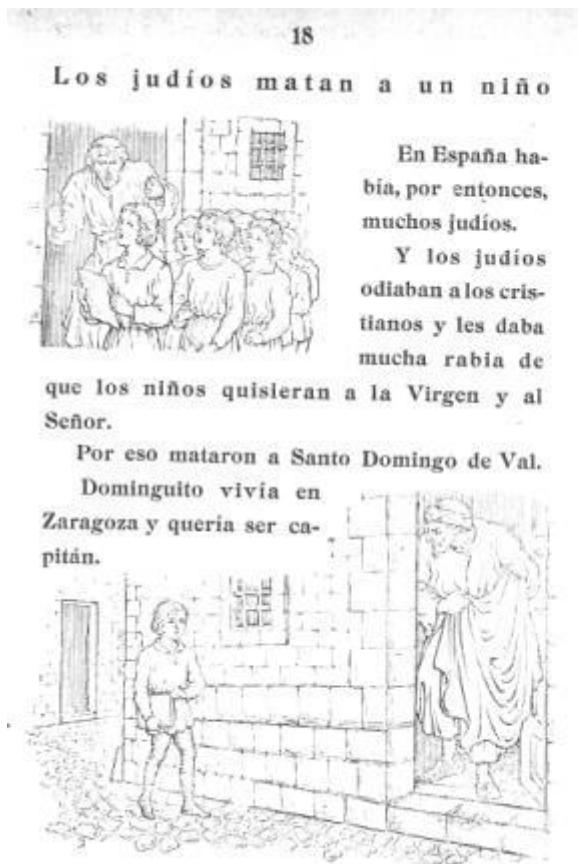 18
Los judíos matan a un niño
En España ha-
bía, por entonces,
muchos judíos.
Y los judíos
odiaban a los cris-
tianos y les daba
mucha rabia de
que los niños quisieran a la Virgen y al
Señor.
Por eso mataron a Santo Domingo de Val.
Dominguito vivía en
Zaragoza y quería ser ca-
pitán.